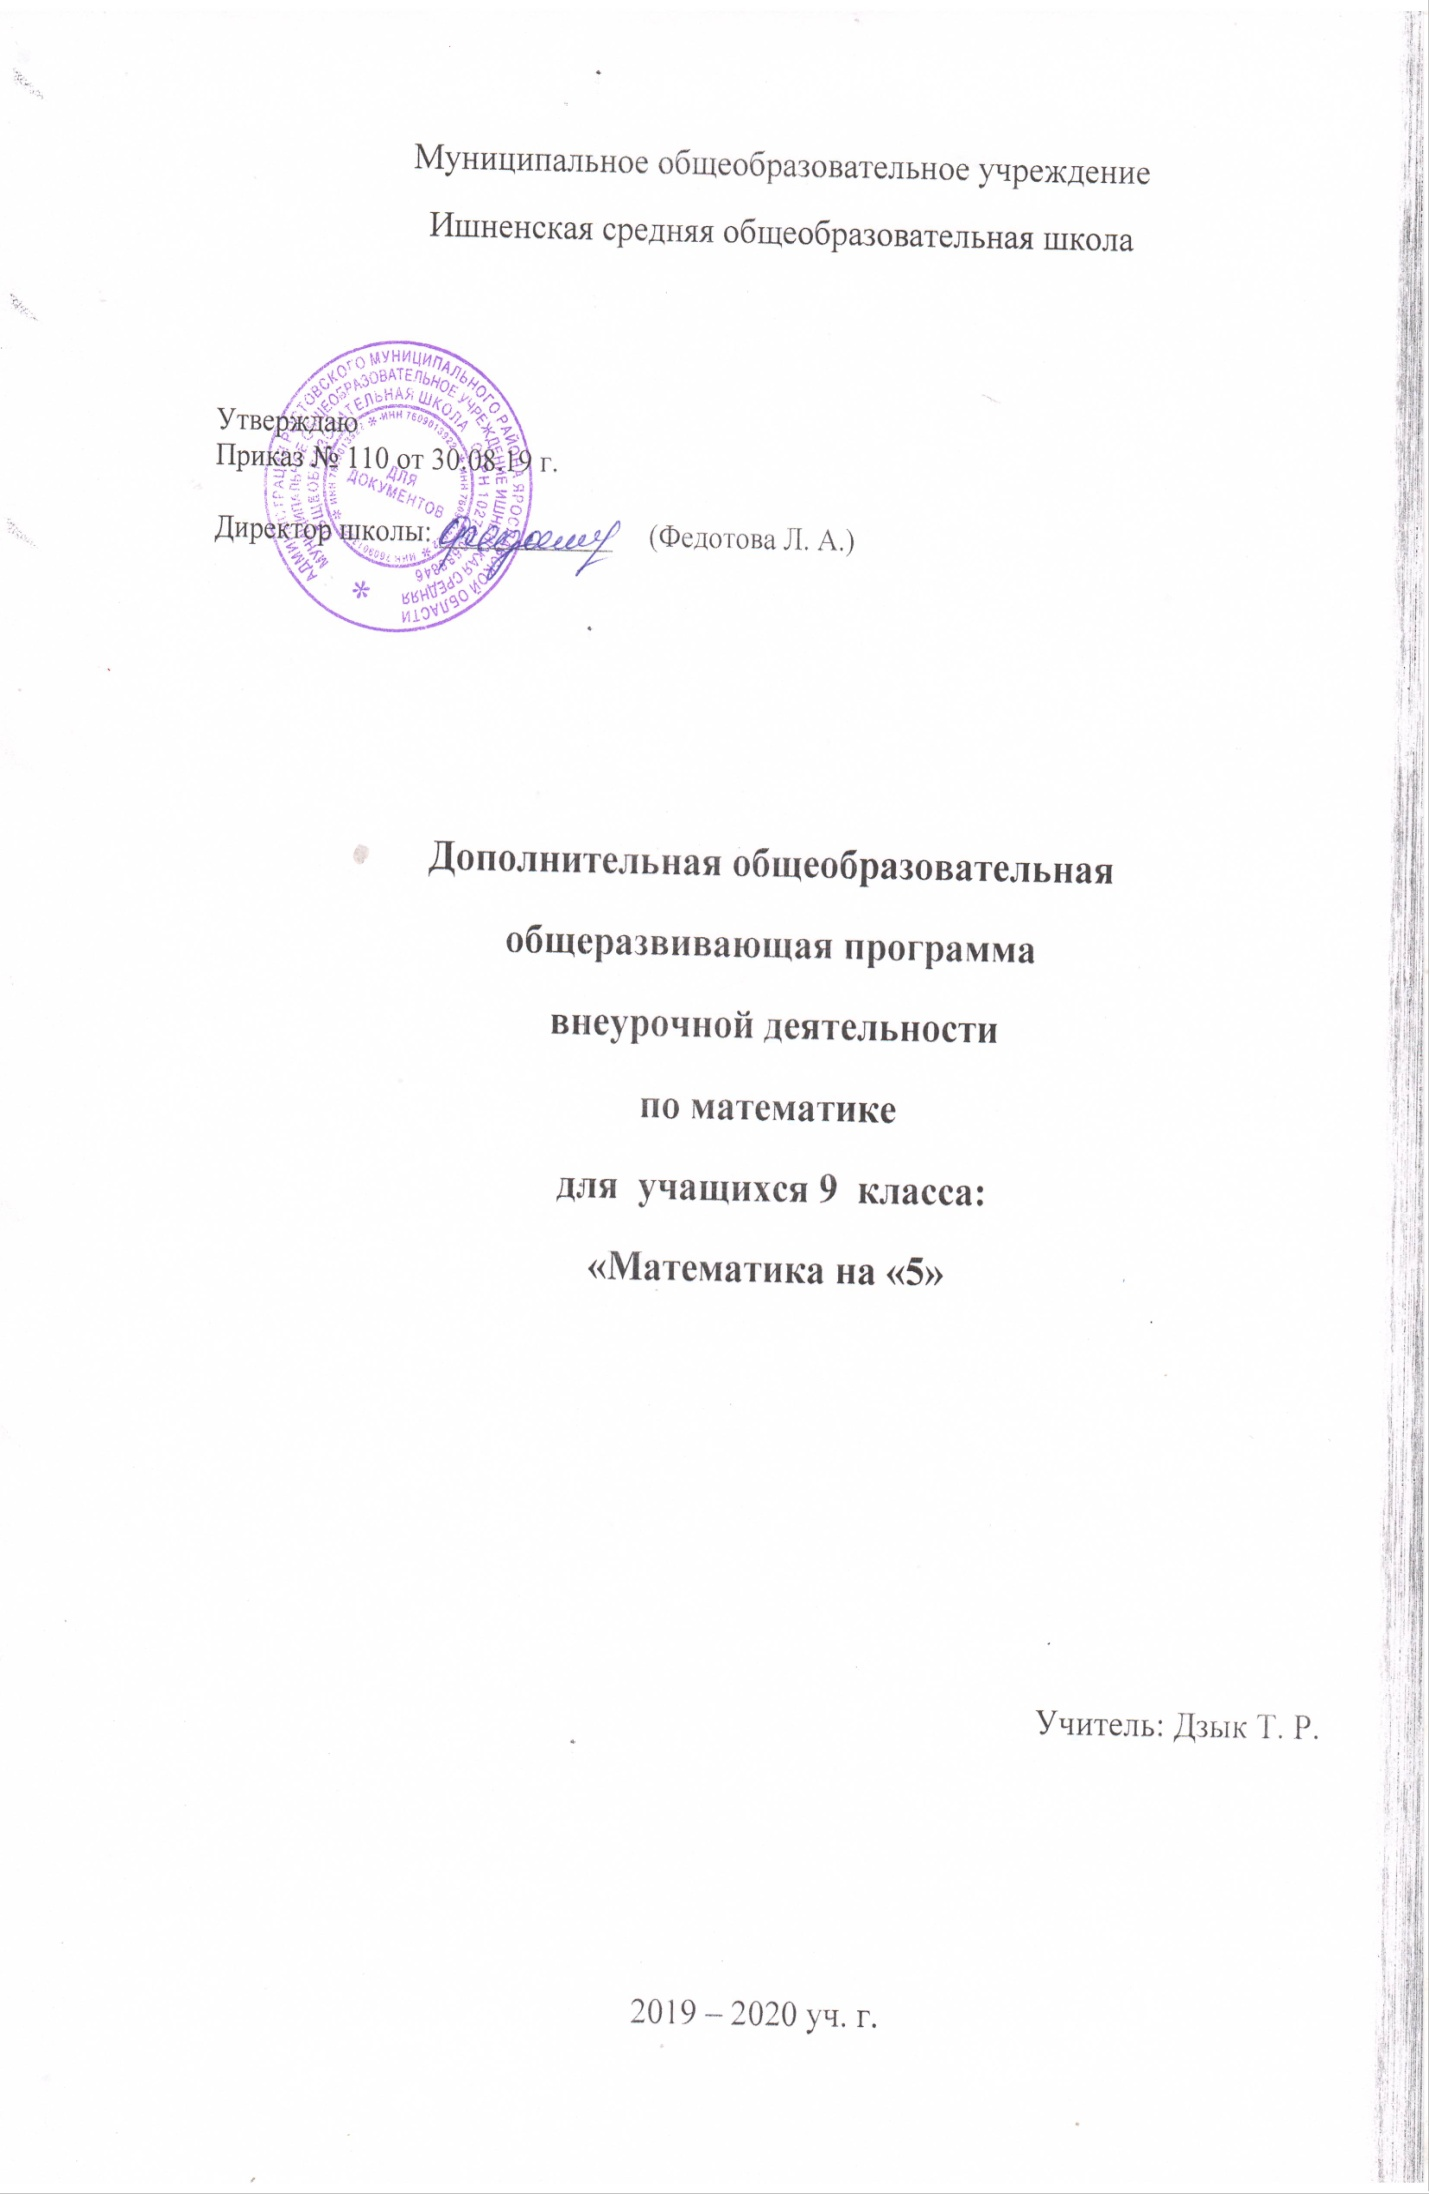 Муниципальное общеобразовательное учреждение
Ишненская средняя общеобразовательная школа
Утверждаю
Приказ № 110 от 30.08.19 г.
Директор школы: (Федотова Л. А.)
ДЛЯ
ДОКУМЕНТОВ
Дополнительная общеобразовательная
общеразвивающая программа
внеурочной деятельности
по математике
для учащихся 9 класса:
«Математика на «5»
Учитель: Дзык Т. Р.
2019 – 2020 уч. г.